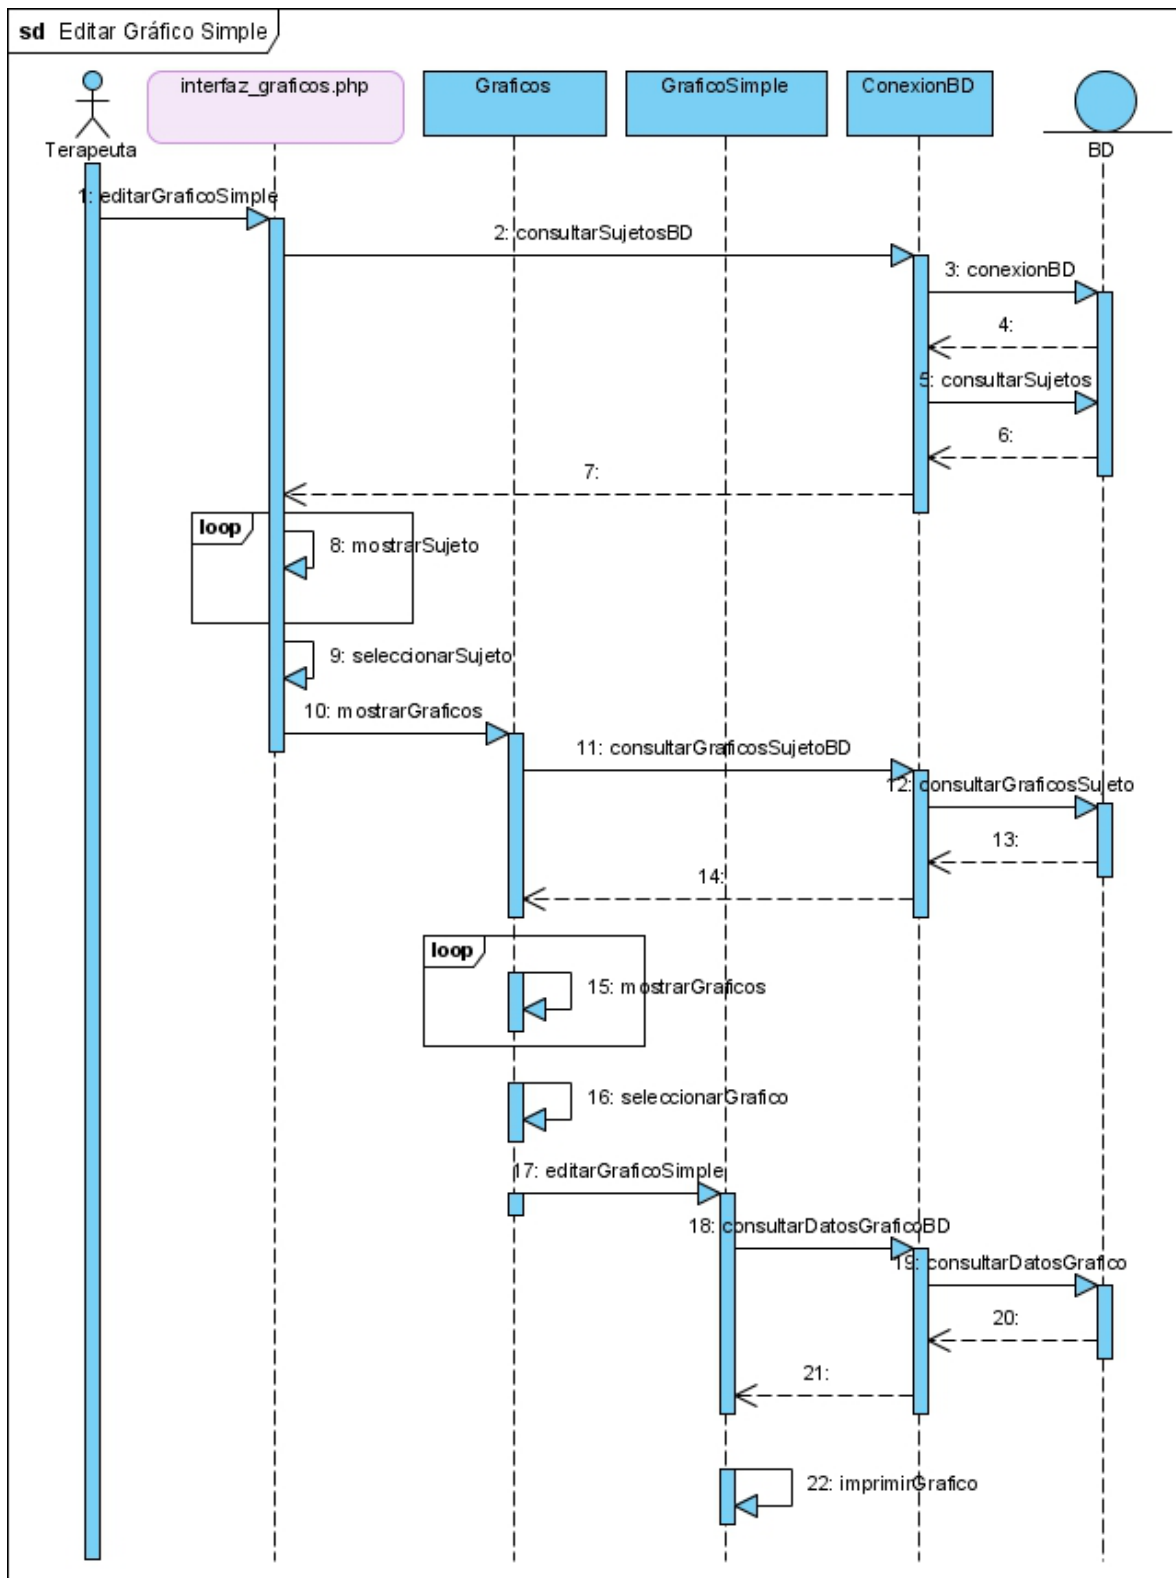 sd Editar Gráfico Simple
interfaz_graficos.php
Graficos
GraficoSimple
ConexionBD
Terapeuta
BD
1: editarGraficoSimple
2: consultarSujetosBD
3: conexionBD
4:
5: consultarSujetos
6:
7:
loop
8: mostrarSujeto
9: seleccionarSujeto
10: mostrarGraficos
11: consultarGraficosSujetoBD
12: consultarGraficosSujeto
13:
14:
loop
15: mostrarGraficos
16: seleccionarGrafico
17: editarGraficoSimple
18: consultarDatosGraficoBD
19: consultarDatosGrafico
20:
21:
22: imprimirGrafico